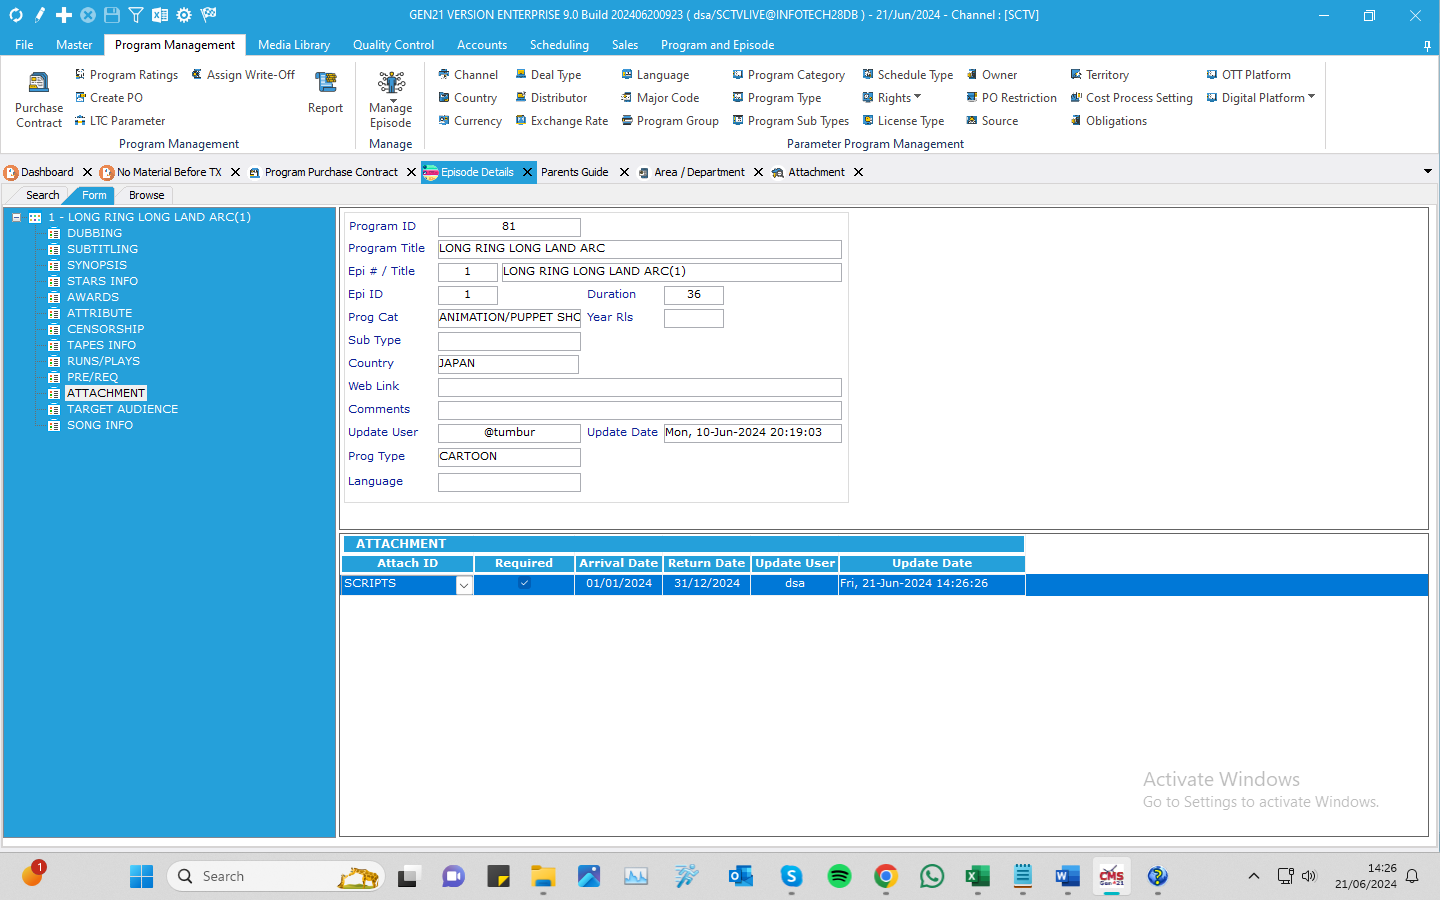 GEN21 VERSION ENTERPRISE 9.0 Build 202406200923 ( dsa/SCTVLIVE@INFOTECH28DB ) - 21/Jun/2024 - Channel : [SCTV]
File Master Program Management Media Library Quality Control Accounts Scheduling Sales Program and Episode
Purchase Contract
Program Ratings Assign Write-Off
Create PO
LTC Parameter
Report
Program Management
Manage Episode
Manage
Channel Deal Type Language Program Category Schedule Type Owner Territory OTT Platform
Country Distributor Major Code Program Type Rights PO Restriction Cost Process Setting Digital Platform
Currency Exchange Rate Program Group Program Sub Types License Type Source Obligations
Parameter Program Management
Dashboard No Material Before TX Program Purchase Contract Episode Details Parents Guide Area / Department Attachment
Search Form Browse
1 - LONG RING LONG LAND ARC(1)
DUBBING
SUBTITLING
SYNOPSIS
STARS INFO
AWARDS
ATTRIBUTE
CENSORSHIP
TAPES INFO
RUNS/PLAYS
PRE/REQ
ATTACHMENT
TARGET AUDIENCE
SONG INFO
Program ID 81
Program Title LONG RING LONG LAND ARC
Epi # / Title 1 LONG RING LONG LAND ARC(1)
Epi ID 1 Duration 36
Prog Cat ANIMATION/PUPPET SHO Year Rls
Sub Type
Country JAPAN
Web Link
Comments
Update User @tumbur Update Date Mon, 10-Jun-2024 20:19:03
Prog Type CARTOON
Language
ATTACHMENT
Attach ID Required Arrival Date Return Date Update User Update Date
SCRIPTS 01/01/2024 31/12/2024 dsa Fri, 21-Jun-2024 14:26:26
Activate Windows
Go to Settings to activate Windows.
1
Search
CMS
Gen 21
14:26
21/06/2024